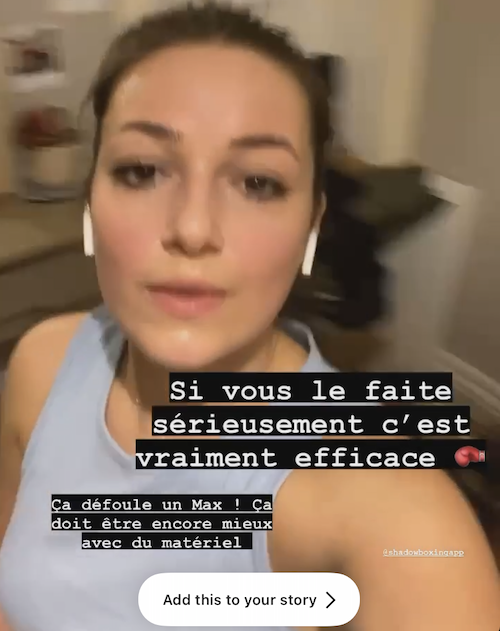 Si vous le faite
sérieusement c’est
vraiment efficace 🥊
Ça défoule un Max ! Ça
doit être encore mieux
avec du matériel
@shadowboxingapp
Add this to your story >